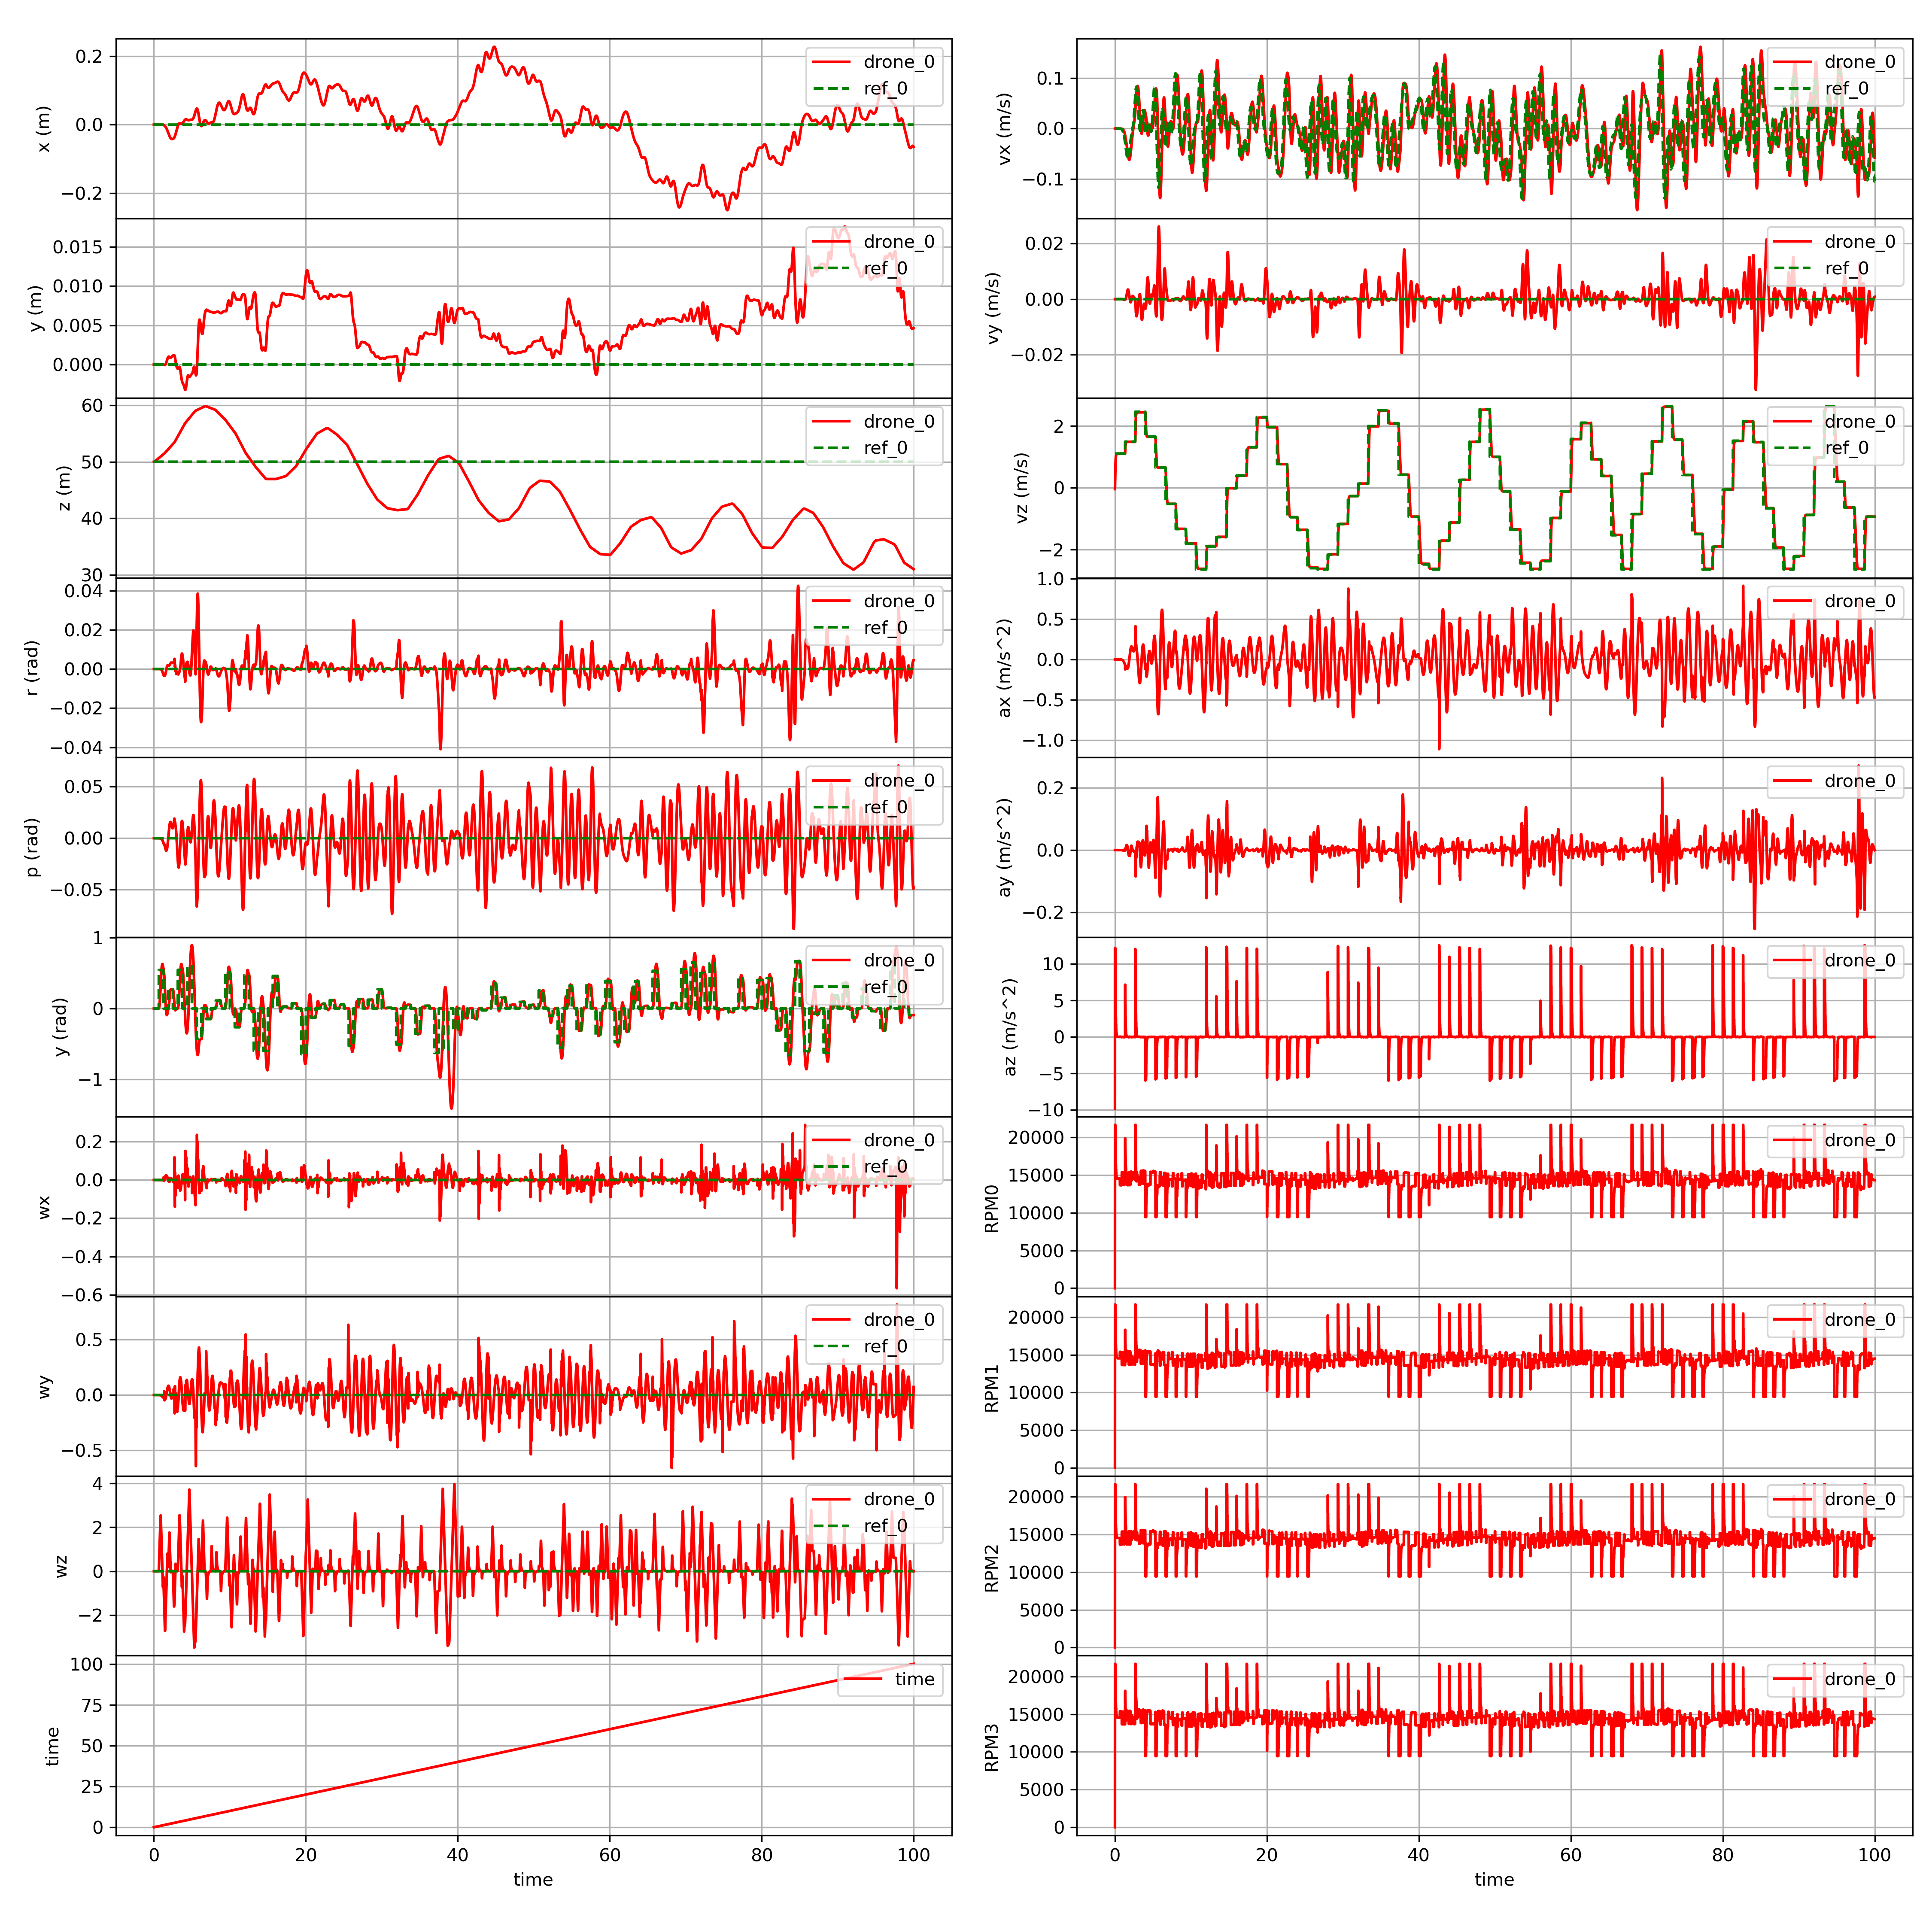 x (m)
0.2
0.0
−0.2
drone_0
ref_0
y (m)
0.015
0.010
0.005
0.000
drone_0
ref_0
z (m)
60
50
40
30
drone_0
ref_0
r (rad)
0.04
0.02
0.00
−0.02
−0.04
drone_0
ref_0
p (rad)
0.05
0.00
−0.05
drone_0
ref_0
y (rad)
1
0
−1
drone_0
ref_0
wx
0.2
0.0
−0.2
−0.4
−0.6
drone_0
ref_0
wy
0.5
0.0
−0.5
drone_0
ref_0
wz
4
2
0
−2
drone_0
ref_0
time
100
75
50
25
0
time
0 20 40 60 80 100
time
vx (m/s)
0.1
0.0
−0.1
drone_0
ref_0
vy (m/s)
0.02
0.00
−0.02
drone_0
ref_0
vz (m/s)
2
0
−2
drone_0
ref_0
ax (m/s^2)
1.0
0.5
0.0
−0.5
−1.0
drone_0
ay (m/s^2)
0.2
0.0
−0.2
drone_0
az (m/s^2)
10
5
0
−5
−10
drone_0
RPM0
20000
15000
10000
5000
0
drone_0
RPM1
20000
15000
10000
5000
0
drone_0
RPM2
20000
15000
10000
5000
0
drone_0
RPM3
20000
15000
10000
5000
0
drone_0
0 20 40 60 80 100
time